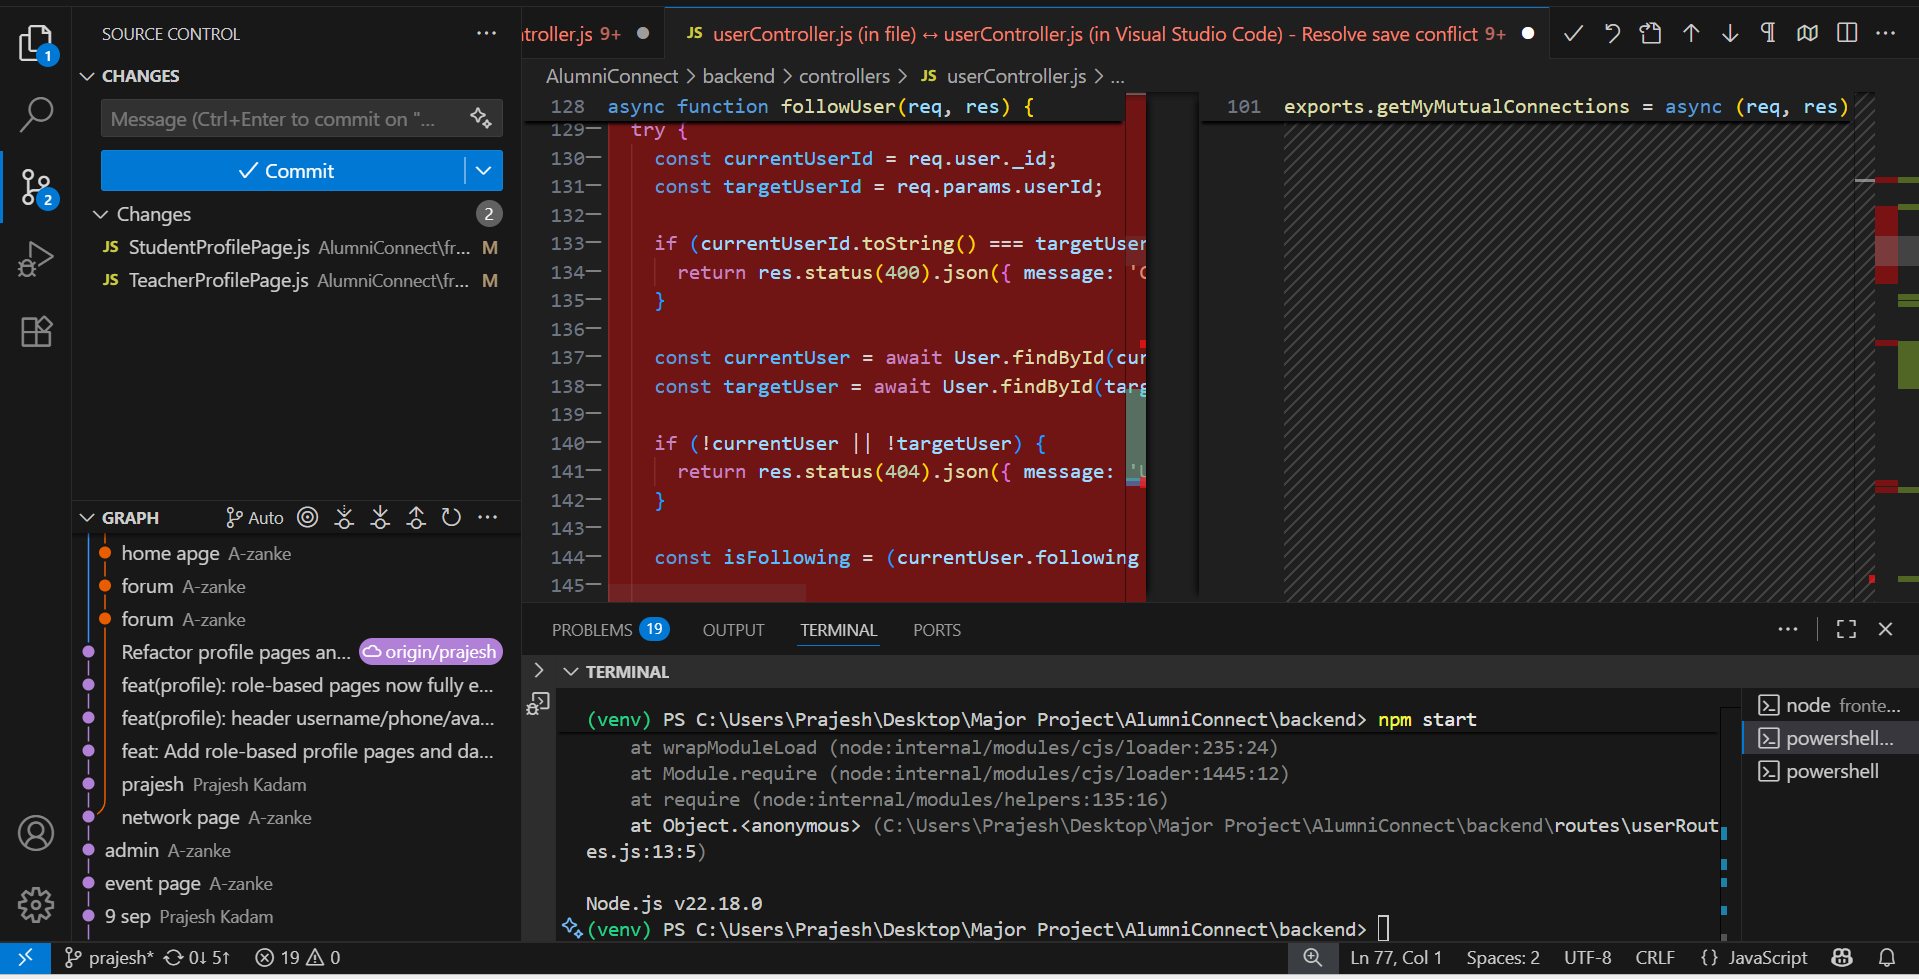 SOURCE CONTROL
CHANGES
Message (Ctrl+Enter to commit on "...
Commit
Changes 2
JS StudentProfilePage.js AlumniConnect\fr... M
JS TeacherProfilePage.js AlumniConnect\fr... M
GRAPH Auto
home apge A-zanke
forum A-zanke
forum A-zanke
Refactor profile pages an... origin/prajesh
feat(profile): role-based pages now fully e...
feat(profile): header username/phone/ava...
feat: Add role-based profile pages and da...
prajesh Prajesh Kadam
network page A-zanke
admin A-zanke
event page A-zanke
9 sep Prajesh Kadam
1
2
ntroller.js 9+
JS userController.js (in file) ↔ userController.js (in Visual Studio Code) - Resolve save conflict 9+
AlumniConnect > backend > controllers > JS userController.js > ...
128 async function followUser(req, res) {
129— try {
130— const currentUserId = req.user._id;
131— const targetUserId = req.params.userId;
132—
133— if (currentUserId.toString() === targetUser
134— return res.status(400).json({ message: 'C
135— }
136—
137— const currentUser = await User.findById(cur
138— const targetUser = await User.findById(targ
139—
140— if (!currentUser || !targetUser) {
141— return res.status(404).json({ message: 'U
142— }
143—
144— const isFollowing = (currentUser.following
145—
101 exports.getMyMutualConnections = async (req, res)
PROBLEMS 19 OUTPUT TERMINAL PORTS
TERMINAL
(venv) PS C:\Users\Prajesh\Desktop\Major Project\AlumniConnect\backend> npm start
at wrapModuleLoad (node:internal/modules/cjs/loader:235:24)
at Module.require (node:internal/modules/cjs/loader:1445:12)
at require (node:internal/modules/helpers:135:16)
at Object.<anonymous> (C:\Users\Prajesh\Desktop\Major Project\AlumniConnect\backend\routes\userRout
es.js:13:5)
Node.js v22.18.0
(venv) PS C:\Users\Prajesh\Desktop\Major Project\AlumniConnect\backend>
node fronte...
powershell...
powershell
prajesh* 0↓ 5↑ 19 0
Ln 77, Col 1 Spaces: 2 UTF-8 CRLF {} JavaScript